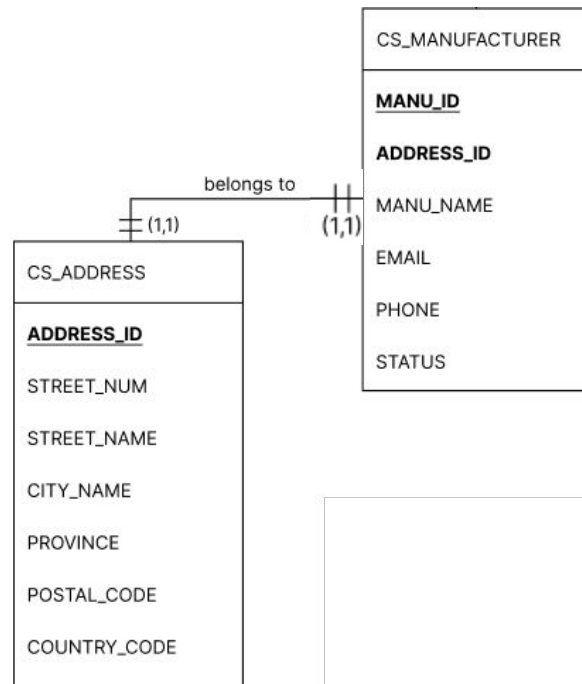 CS_MANUFACTURER
MANU_ID
ADDRESS_ID
MANU_NAME
EMAIL
PHONE
STATUS
belongs to
(1,1)
(1,1)
CS_ADDRESS
ADDRESS_ID
STREET_NUM
STREET_NAME
CITY_NAME
PROVINCE
POSTAL_CODE
COUNTRY_CODE